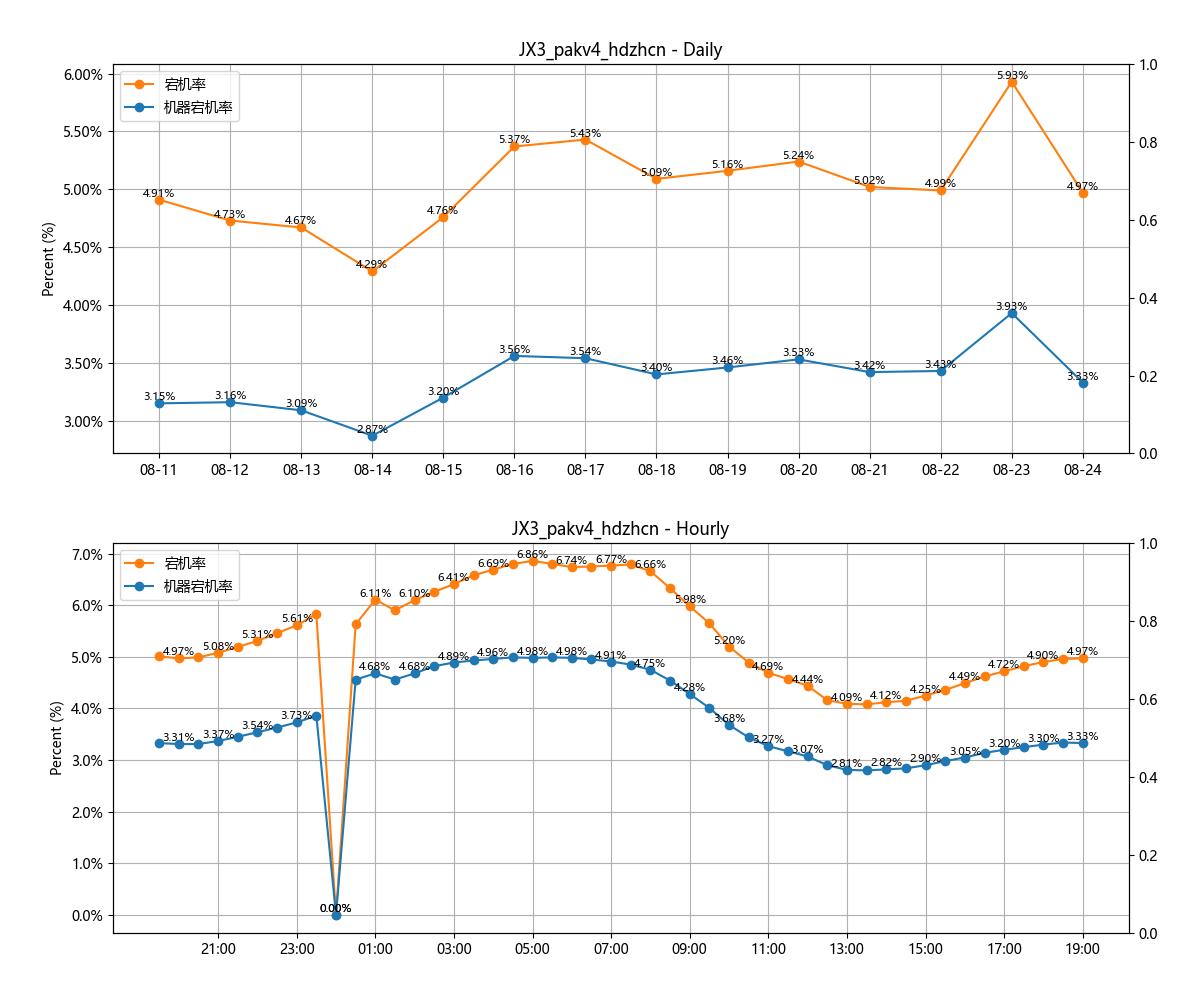 JX3_pakv4_hdzhcn - Daily
宕机率
机器宕机率
Percent (%)
6.00%
5.50%
5.00%
4.50%
4.00%
3.50%
3.00%
1.0
0.8
0.6
0.4
0.2
0.0
4.91% 4.73% 4.67% 4.29% 4.76% 5.37% 5.43% 5.09% 5.16% 5.24% 5.02% 4.99% 5.93% 4.97%
3.15% 3.16% 3.09% 2.87% 3.20% 3.56% 3.54% 3.40% 3.46% 3.53% 3.42% 3.43% 3.93% 3.33%
08-11 08-12 08-13 08-14 08-15 08-16 08-17 08-18 08-19 08-20 08-21 08-22 08-23 08-24
JX3_pakv4_hdzhcn - Hourly
宕机率
机器宕机率
Percent (%)
7.0%
6.0%
5.0%
4.0%
3.0%
2.0%
1.0%
0.0%
1.0
0.8
0.6
0.4
0.2
0.0
4.97% 5.08% 5.31% 5.61% 0.00% 6.11% 6.10% 6.41% 6.69% 6.86% 6.74% 6.77% 6.66% 5.98% 5.20% 4.69% 4.44% 4.09% 4.12% 4.25% 4.49% 4.72% 4.90% 4.97%
3.31% 3.37% 3.54% 3.73% 0.00% 4.68% 4.68% 4.89% 4.96% 4.98% 4.98% 4.91% 4.75% 4.28% 3.68% 3.27% 3.07% 2.81% 2.82% 2.90% 3.05% 3.20% 3.30% 3.33%
21:00 23:00 01:00 03:00 05:00 07:00 09:00 11:00 13:00 15:00 17:00 19:00